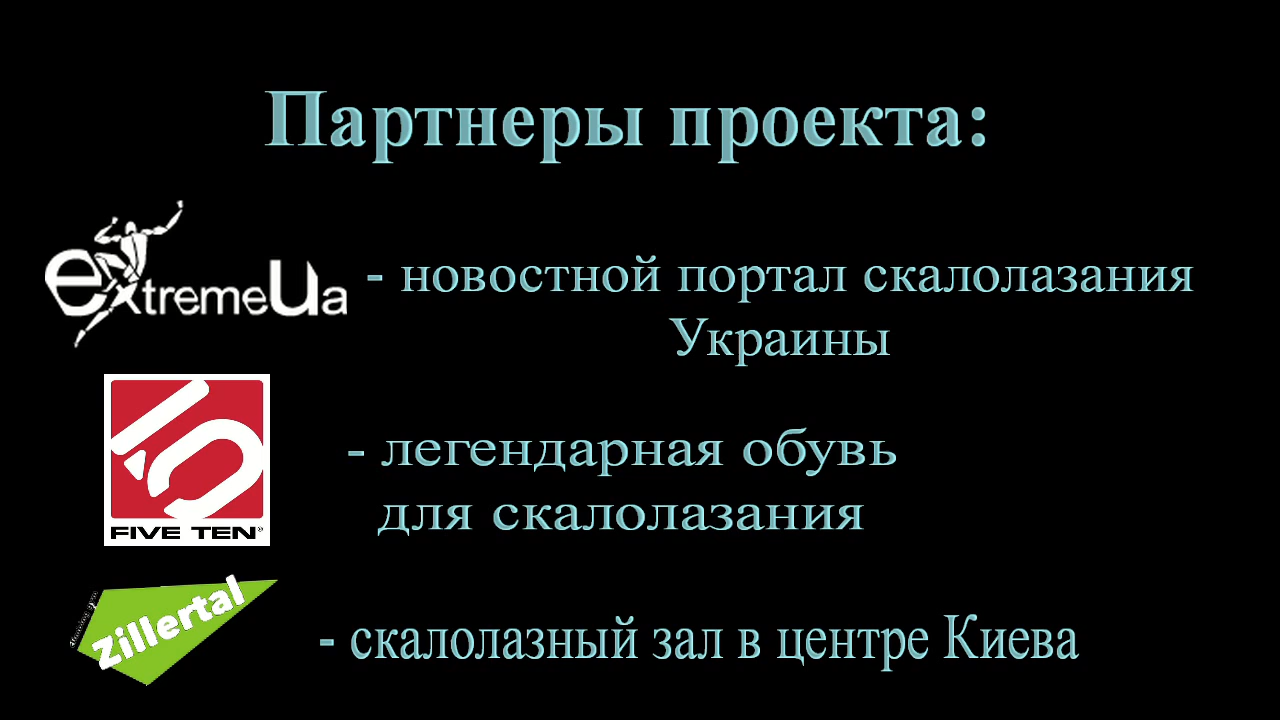 Партнеры проекта:
extremeUa - новостной портал скалолазания
Украины
- легендарная обувь
для скалолазания
FIVE TEN®
Zillertal
- скалолазный зал в центре Киева